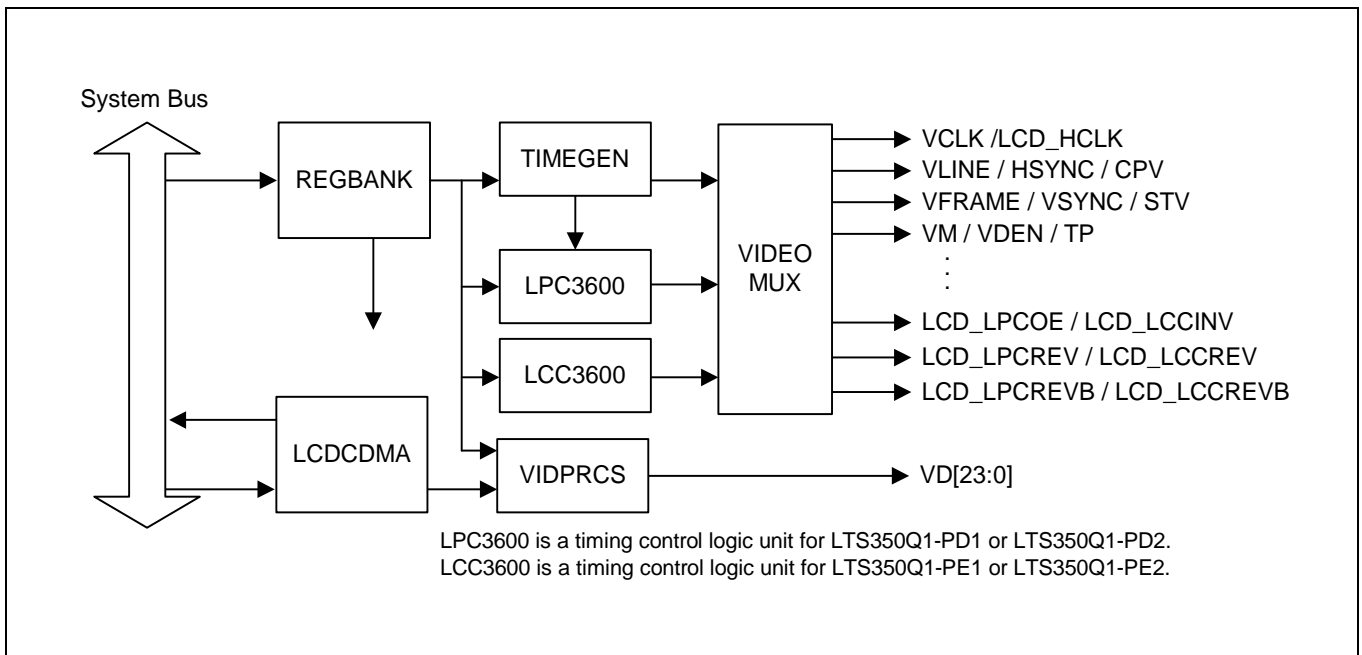 System Bus
REGBANK
TIMEGEN
LPC3600
LCC3600
LCDCDMA
VIDPRCS
VIDEO
MUX
VCLK /LCD_HCLK
VLINE / HSYNC / CPV
VFRAME / VSYNC / STV
VM / VDEN / TP
.
.
.
LCD_LPCOE / LCD_LCCINV
LCD_LPCREV / LCD_LCCREV
LCD_LPCREVB / LCD_LCCREVB
VD[23:0]
LPC3600 is a timing control logic unit for LTS350Q1-PD1 or LTS350Q1-PD2.
LCC3600 is a timing control logic unit for LTS350Q1-PE1 or LTS350Q1-PE2.